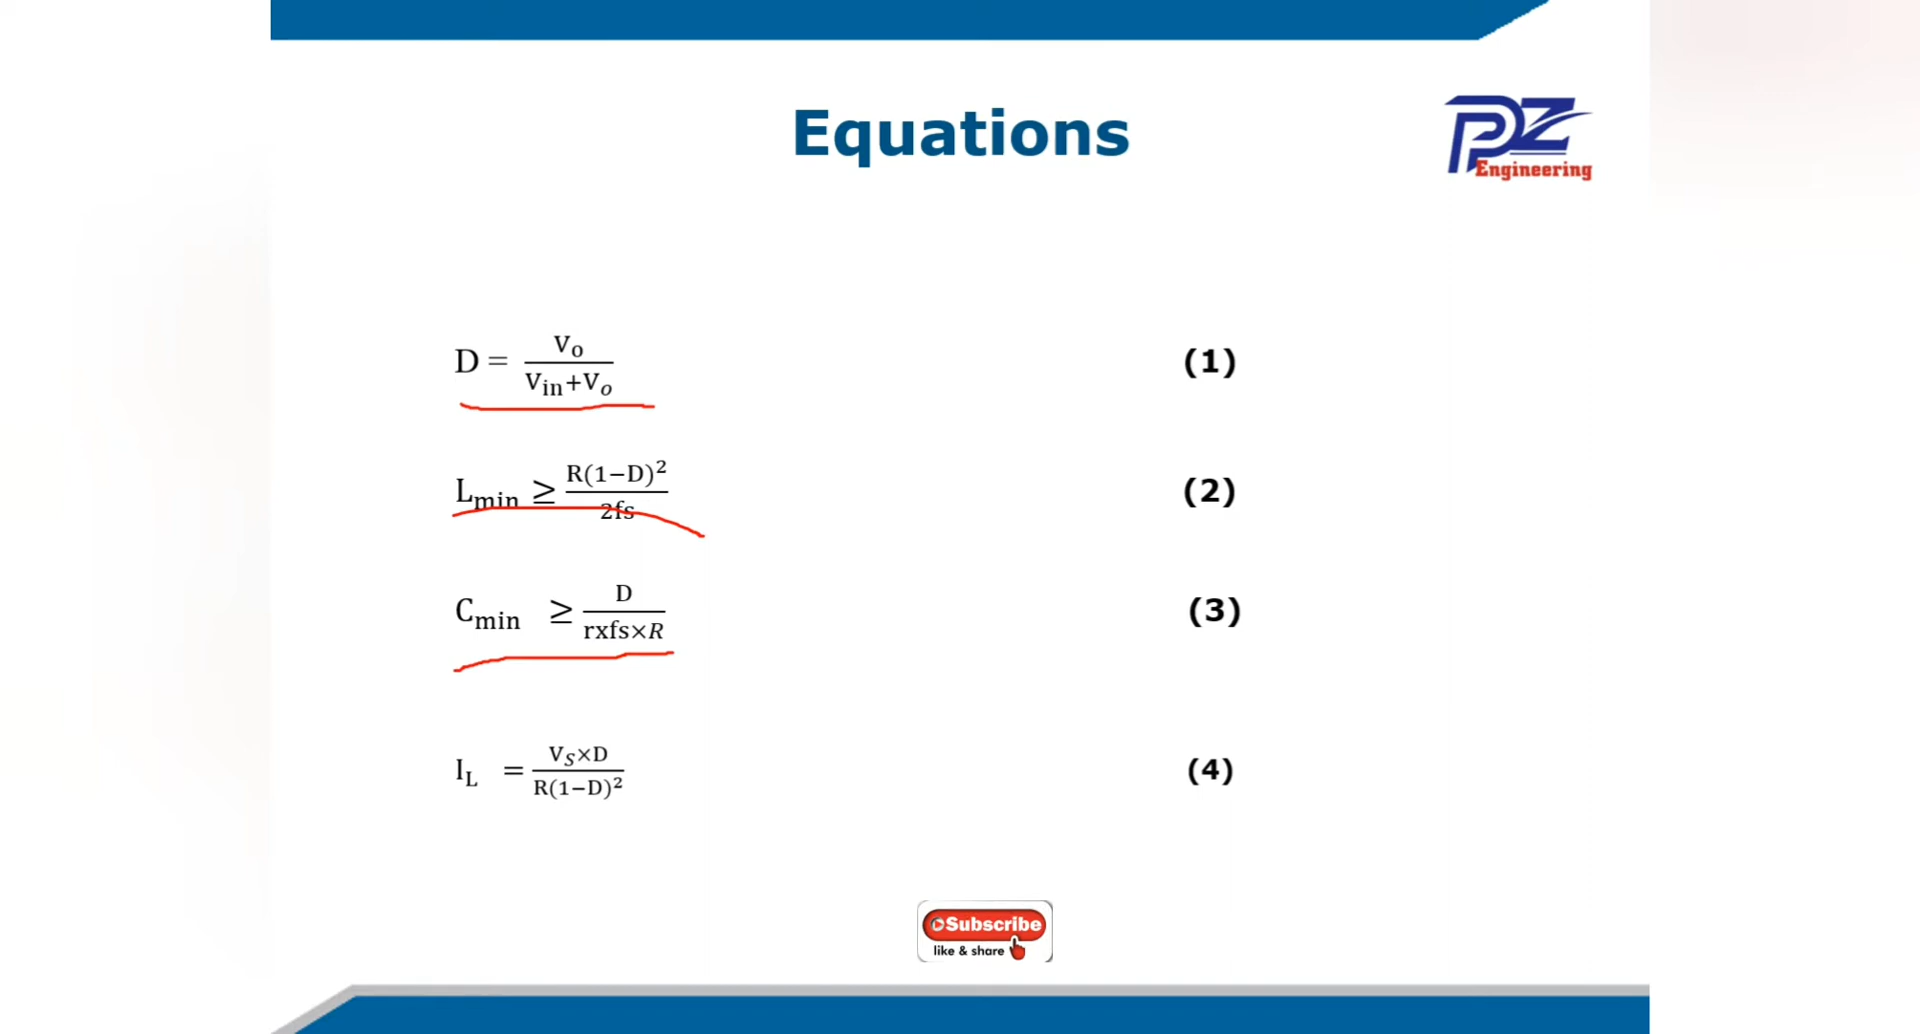 Equations
PZ
Engineering
D = Vo / Vin+Vo (1)
Lmin ≥ R(1−D)² / 2fs (2)
Cmin ≥ D / rxfs×R (3)
IL = VS×D / R(1−D)² (4)
Subscribe
like & share